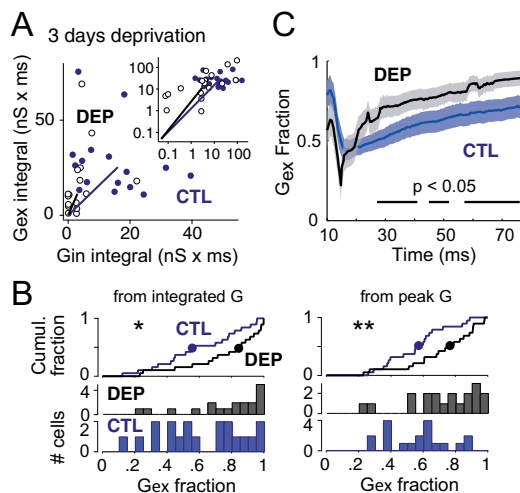 A
3 days deprivation
Gex integral (nS x ms)
50
0
DEP
CTL
100
10
1
0.1
0.1 1 10 100
0 20 40
Gin integral (nS x ms)
C
Gex Fraction
1
0.5
0
DEP
CTL
p < 0.05
10 20 30 40 50 60 70
Time (ms)
B
from integrated G
from peak G
Cumul.
fraction
1
0
*
CTL
DEP
**
# cells
4
0
DEP
2
0
CTL
4
0
4
0
0 .2 .4 .6 .8 1
0 .2 .4 .6 .8 1
Gex fraction
Gex fraction